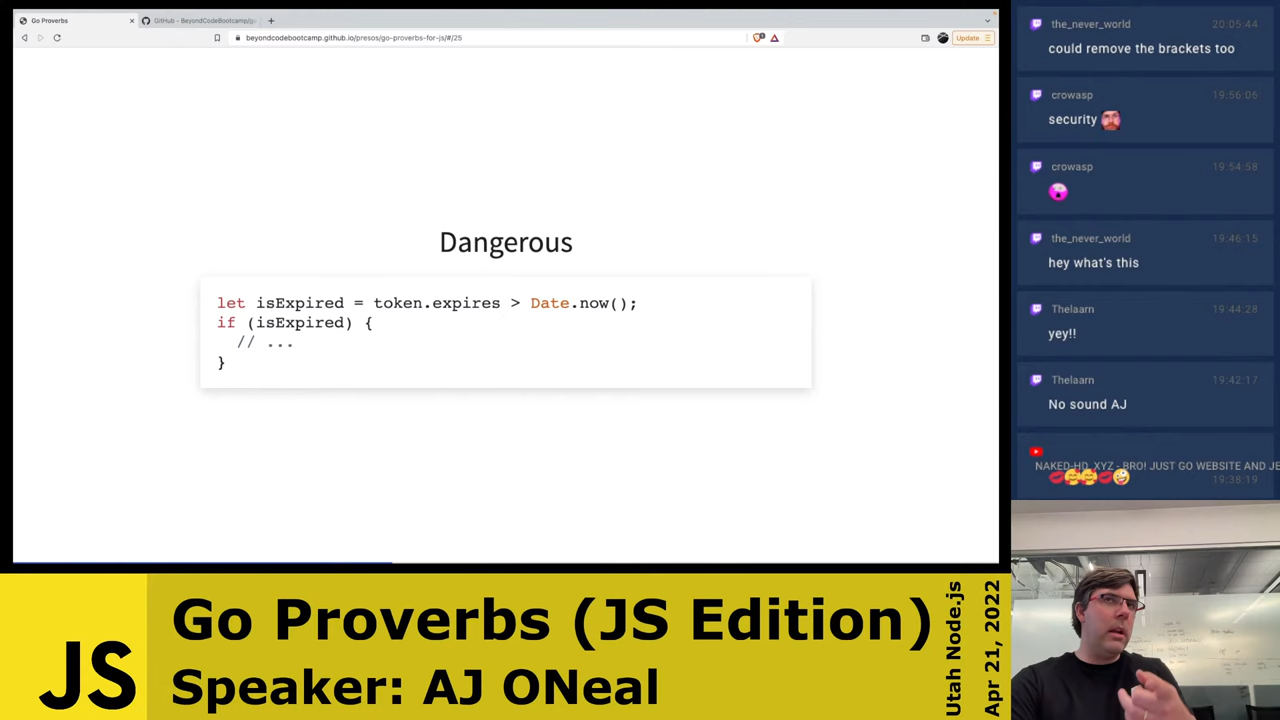 Go Proverbs
GitHub - BeyondCodeBootcamp/go
beyondcodebootcamp.github.io/presos/go-proverbs-for-js/#/25
Update
Dangerous
let isExpired = token.expires > Date.now();
if (isExpired) {
// ...
}
the_never_world 20:05:44
could remove the brackets too
crowasp 19:56:06
security
crowasp 19:54:58
the_never_world 19:46:15
hey what's this
Thelaarn 19:44:28
yey!!
Thelaarn 19:42:17
No sound AJ
NAKED-HD XYZ - BRO! JUST GO WEBSITE AND JE
19:38:19
JS
Go Proverbs (JS Edition)
Speaker: AJ ONeal
Utah Node.js
Apr 21, 2022